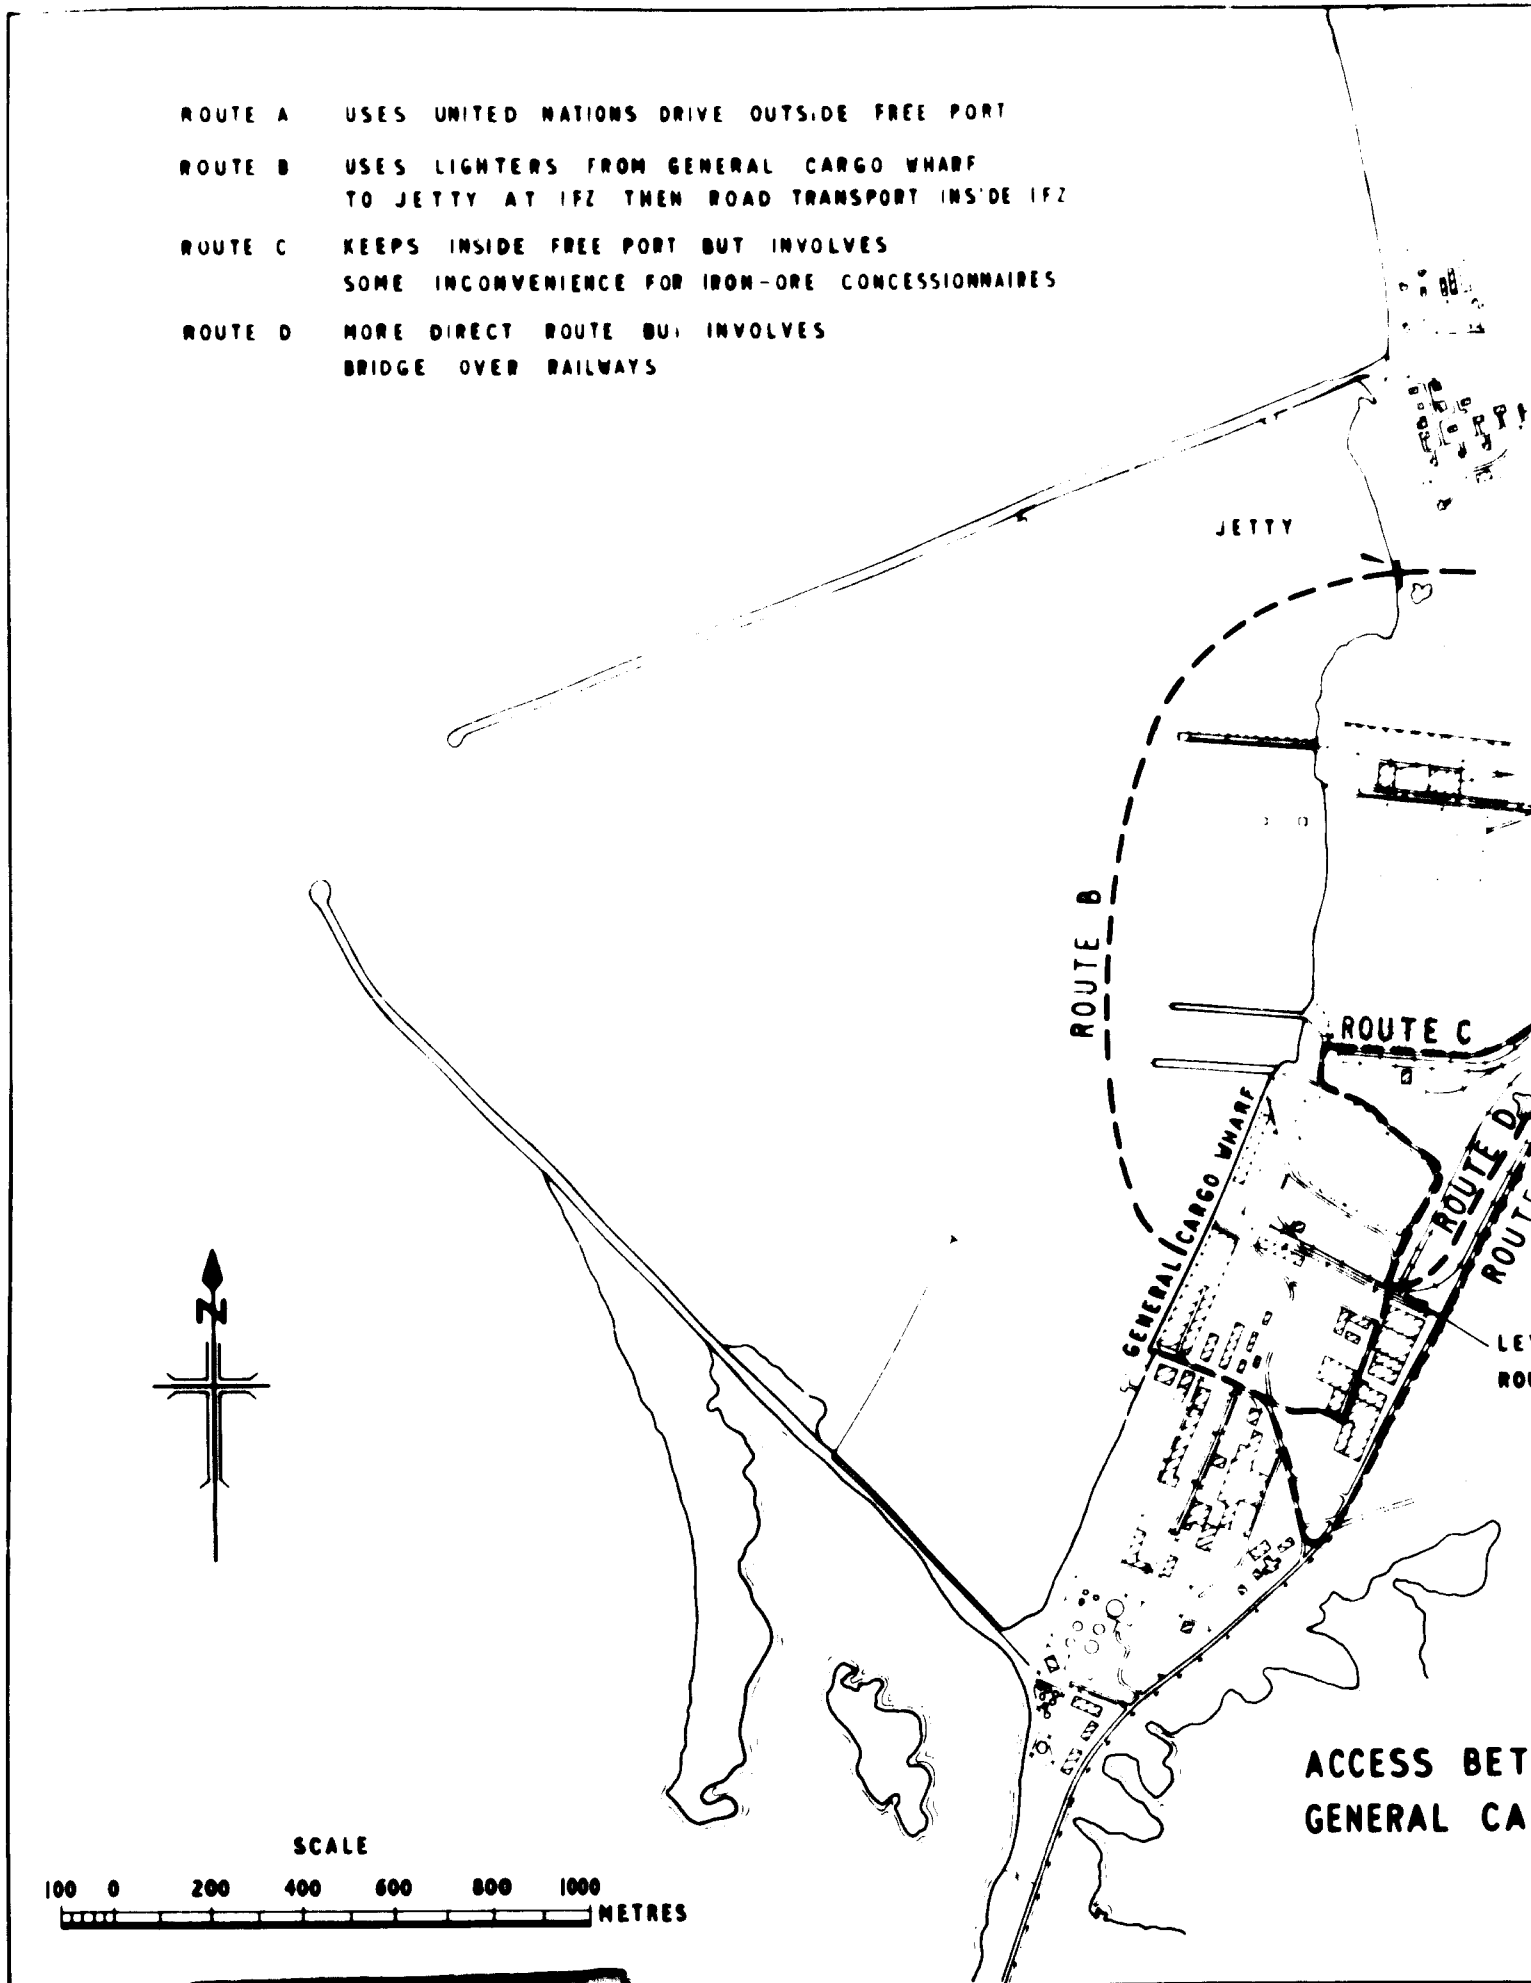 ROUTE A USES UNITED NATIONS DRIVE OUTSIDE FREE PORT
ROUTE B USES LIGHTERS FROM GENERAL CARGO WHARF
TO JETTY AT IFZ THEN ROAD TRANSPORT INSIDE IFZ
ROUTE C KEEPS INSIDE FREE PORT BUT INVOLVES
SOME INCONVENIENCE FOR IRON-ORE CONCESSIONNAIRES
ROUTE D MORE DIRECT ROUTE BUT INVOLVES
BRIDGE OVER RAILWAYS
JETTY
ROUTE B
ROUTE C
GENERAL CARGO WHARF
ROUTE D
ROUTE
N
LE
ROU
ACCESS BET
GENERAL CA
SCALE
100 0 200 400 600 800 1000
METRES